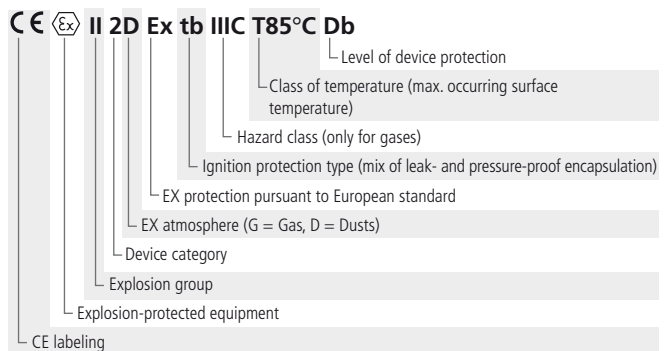 CE Ex II 2D Ex tb IIIC T85°C Db
Level of device protection
Class of temperature (max. occurring surface
temperature)
Hazard class (only for gases)
Ignition protection type (mix of leak- and pressure-proof encapsulation)
EX protection pursuant to European standard
EX atmosphere (G = Gas, D = Dusts)
Device category
Explosion group
Explosion-protected equipment
CE labeling